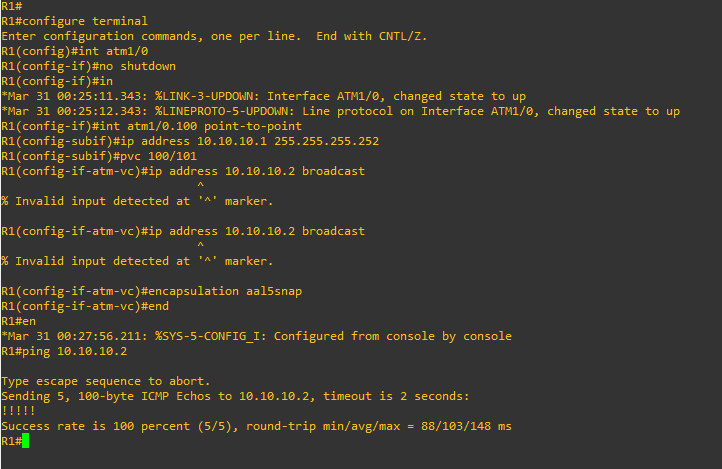 R1#
R1#configure terminal
Enter configuration commands, one per line.  End with CNTL/Z.
R1(config)#int atm1/0
R1(config-if)#no shutdown
R1(config-if)#in
*Mar 31 00:25:11.343: %LINK-3-UPDOWN: Interface ATM1/0, changed state to up
*Mar 31 00:25:12.343: %LINEPROTO-5-UPDOWN: Line protocol on Interface ATM1/0, changed state to up
R1(config-if)#int atm1/0.100 point-to-point
R1(config-subif)#ip address 10.10.10.1 255.255.255.252
R1(config-subif)#pvc 100/101
R1(config-if-atm-vc)#ip address 10.10.10.2 broadcast
^
% Invalid input detected at '^' marker.
R1(config-if-atm-vc)#ip address 10.10.10.2 broadcast
^
% Invalid input detected at '^' marker.
R1(config-if-atm-vc)#encapsulation aal5snap
R1(config-if-atm-vc)#end
R1#en
*Mar 31 00:27:56.211: %SYS-5-CONFIG_I: Configured from console by console
R1#ping 10.10.10.2
Type escape sequence to abort.
Sending 5, 100-byte ICMP Echos to 10.10.10.2, timeout is 2 seconds:
!!!!!
Success rate is 100 percent (5/5), round-trip min/avg/max = 88/103/148 ms
R1#